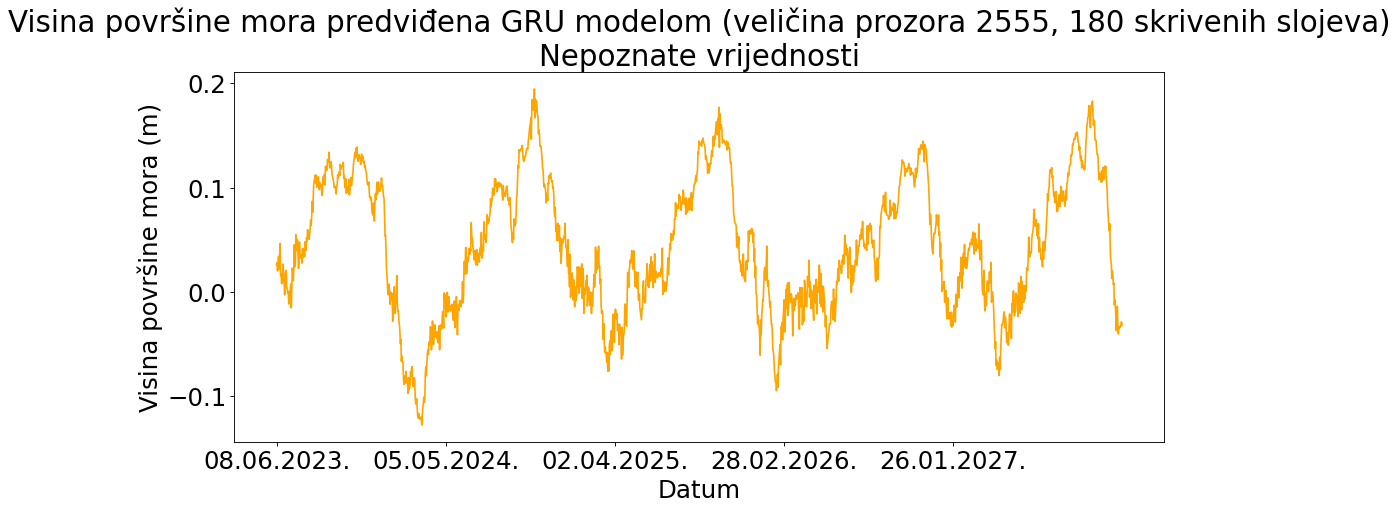 Visina površine mora predviđena GRU modelom (veličina prozora 2555, 180 skrivenih slojeva)
Nepoznate vrijednosti
Visina površine mora (m)
0.2
0.1
0.0
−0.1
08.06.2023. 05.05.2024. 02.04.2025. 28.02.2026. 26.01.2027.
Datum